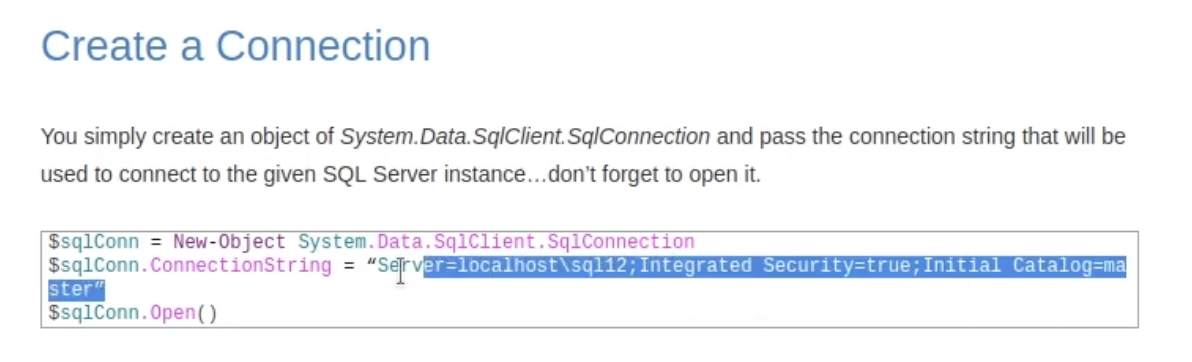 Create a Connection
You simply create an object of System.Data.SqlClient.SqlConnection and pass the connection string that will be
used to connect to the given SQL Server instance…don’t forget to open it.
$sqlConn = New-Object System.Data.SqlClient.SqlConnection
$sqlConn.ConnectionString = “Server=localhost\sql12;Integrated Security=true;Initial Catalog=ma
ster”
$sqlConn.Open()